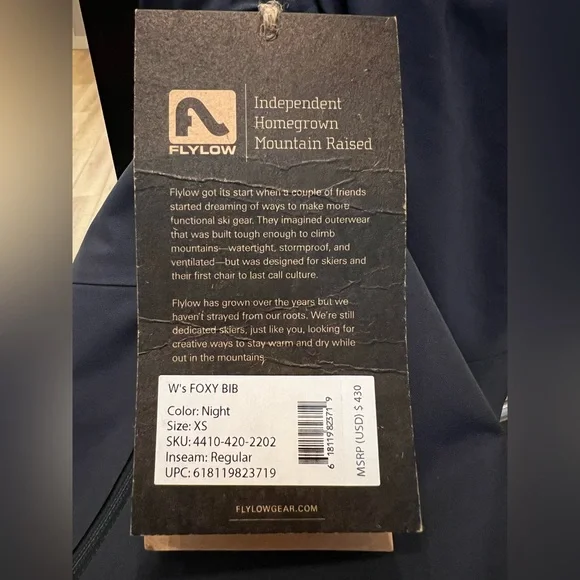 FLYLOW
Independent
Homegrown
Mountain Raised
Flylow got its start when a couple of friends
started dreaming of ways to make more
functional ski gear. They imagined outerwear
that was built tough enough to climb
mountains—watertight, stormproof, and
ventilated—but was designed for skiers and
their first chair to last call culture.
Flylow has grown over the years but we
haven't strayed from our roots. We're still
dedicated skiers, just like you, looking for
creative ways to stay warm and dry while
out in the mountains.
W's FOXY BIB
Color: Night
Size: XS
SKU: 4410-420-2202
Inseam: Regular
UPC: 618119823719
6 18119 82371 9
MSRP (USD) $ 430
FLYLOWGEAR.COM